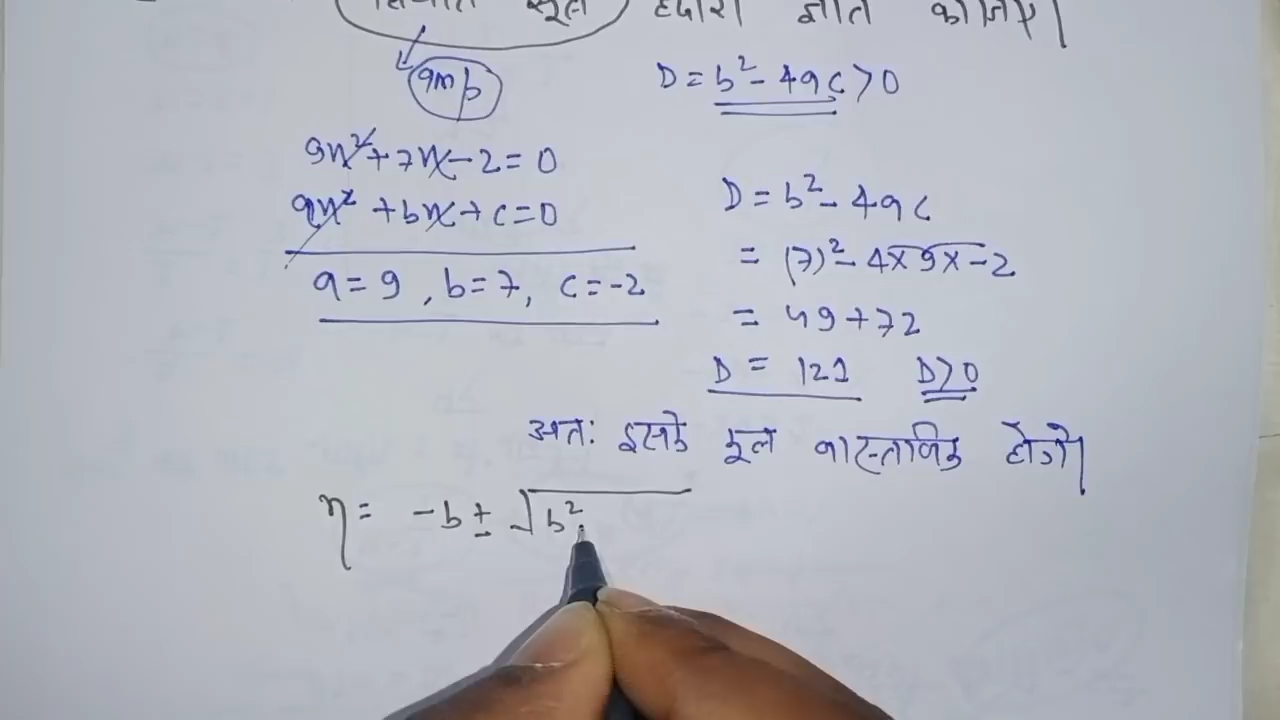 सूत्र द्वारा ज्ञात कीजिए।
D = b² - 4ac > 0
9x² + 7x - 2 = 0
ax² + bx + c = 0
a = 9 , b = 7, c = -2
D = b² - 4ac
= (7)² - 4 x 9 x -2
= 49 + 72
D = 121 D > 0
अतः इसके मूल वास्तविक होंगे।
x = -b ± √b²